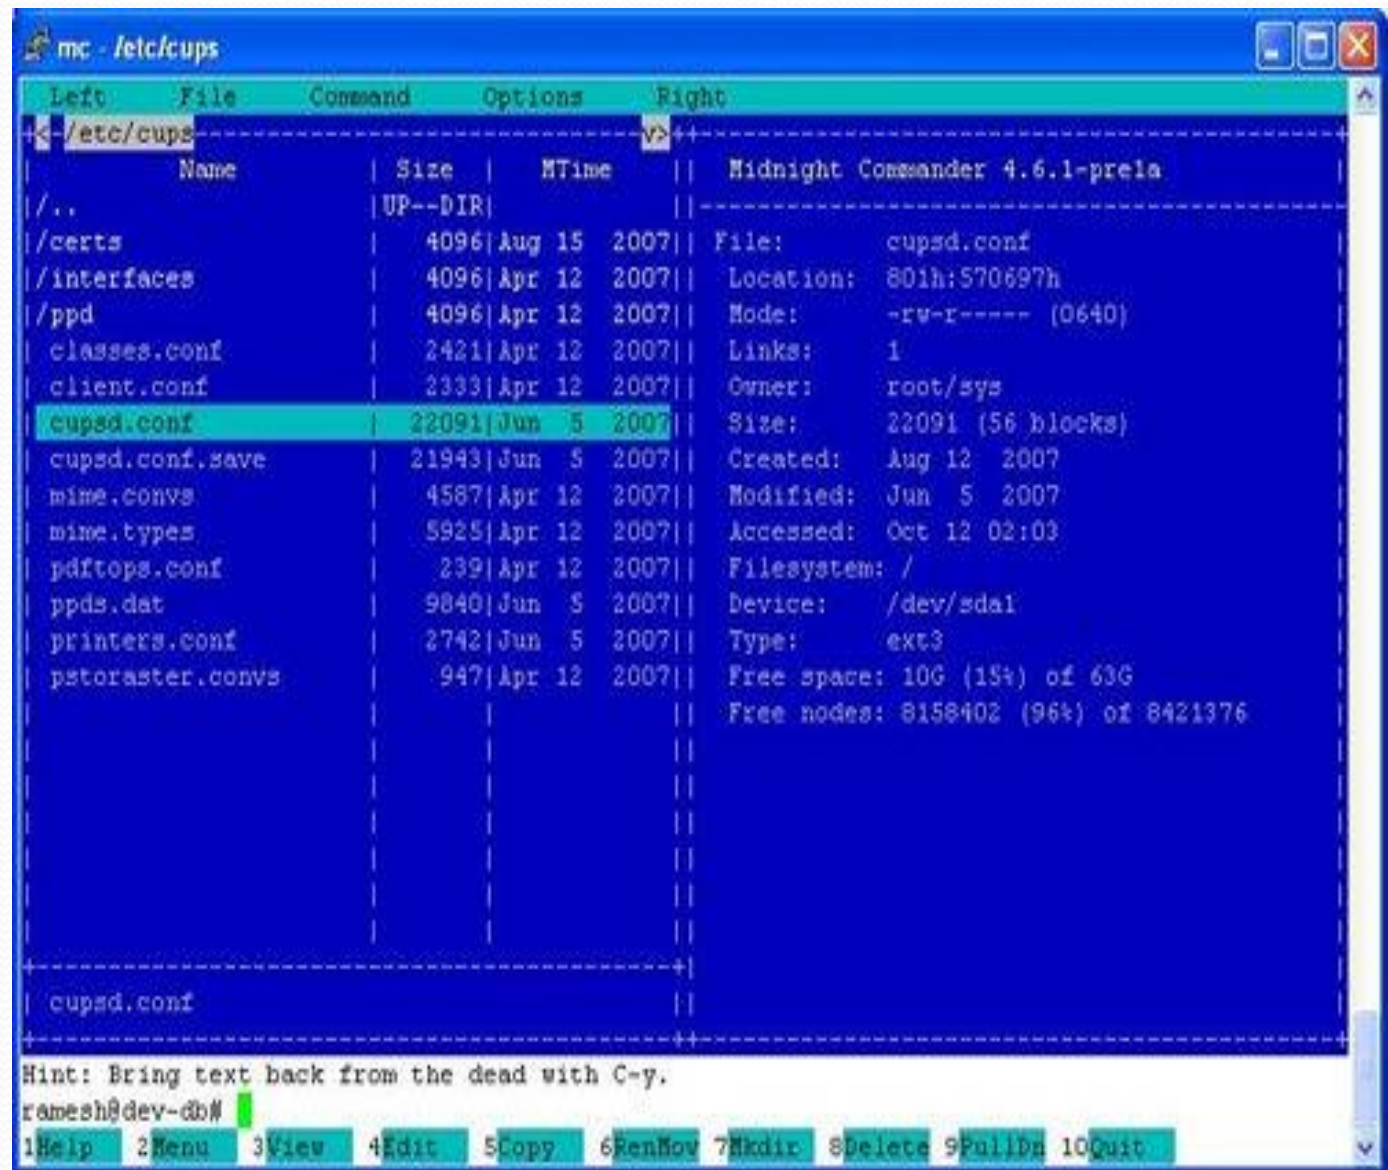 mc - /etc/cups
Left File Command Options Right
/etc/cups
Name | Size | MTime
/.. |UP--DIR|
/certs | 4096|Aug 15 2007
/interfaces | 4096|Apr 12 2007
/ppd | 4096|Apr 12 2007
classes.conf | 2421|Apr 12 2007
client.conf | 2333|Apr 12 2007
cupsd.conf | 22091|Jun 5 2007
cupsd.conf.save | 21943|Jun 5 2007
mime.convs | 4587|Apr 12 2007
mime.types | 5925|Apr 12 2007
pdftops.conf | 239|Apr 12 2007
ppds.dat | 9840|Jun 5 2007
printers.conf | 2742|Jun 5 2007
pstoraster.convs | 947|Apr 12 2007
cupsd.conf
Midnight Commander 4.6.1-pre1a
File: cupsd.conf
Location: 801h:570697h
Mode: -rw-r----- (0640)
Links: 1
Owner: root/sys
Size: 22091 (56 blocks)
Created: Aug 12 2007
Modified: Jun 5 2007
Accessed: Oct 12 02:03
Filesystem: /
Device: /dev/sda1
Type: ext3
Free space: 10G (15%) of 63G
Free nodes: 8158402 (96%) of 8421376
Hint: Bring text back from the dead with C-y.
ramesh@dev-db#
1Help 2Menu 3View 4Edit 5Copy 6RenMov 7Mkdir 8Delete 9PullDn 10Quit